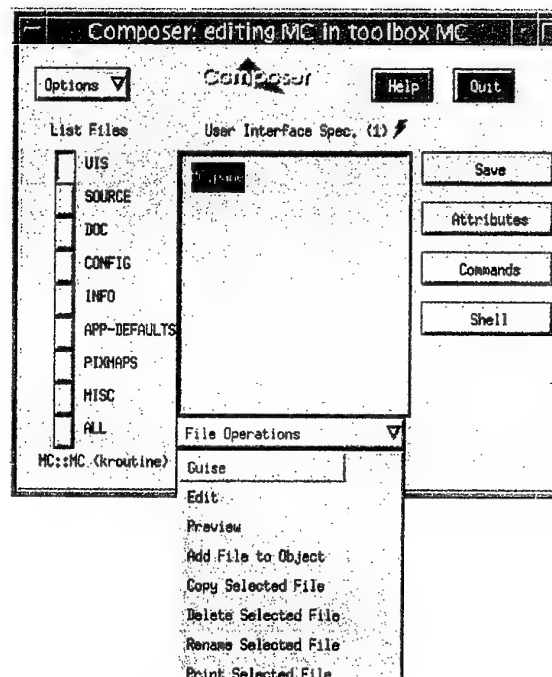 Composer: editing MC in toolbox MC
Options
Composer
Help
Quit
List Files
User Interface Spec. (1)
UIS
SOURCE
DOC
CONFIG
INFO
APP-DEFAULTS
PIXMAPS
MISC
ALL
Save
Attributes
Commands
Shell
File Operations
MC::MC (kroutine)
Guise
Edit
Preview
Add File to Object
Copy Selected File
Delete Selected File
Rename Selected File
Print Selected File